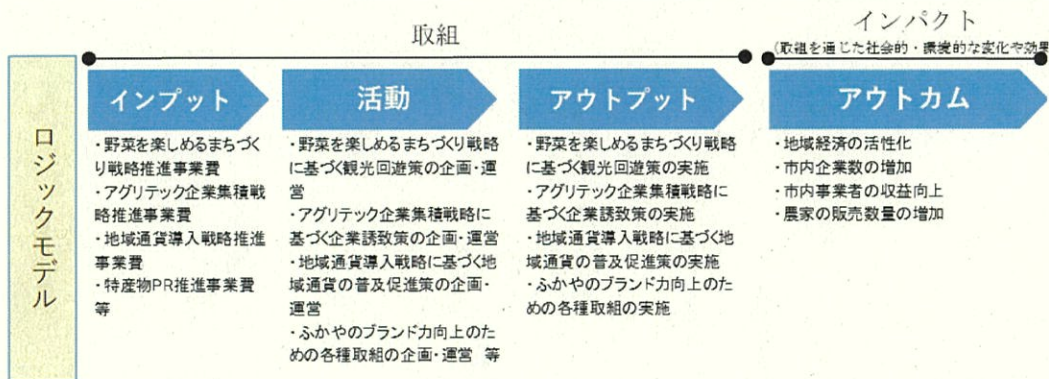 取組
インパクト
(取組を通じた社会的・環境的な変化や効果
ロジックモデル
インプット
・野菜を楽しめるまちづく
り戦略推進事業費
・アグリテック企業集積戦
略推進事業費
・地域通貨導入戦略推進
事業費
・特産物PR推進事業費
等
活動
・野菜を楽しめるまちづくり戦略
に基づく観光回遊策の企画・運
営
・アグリテック企業集積戦略に
基づく企業誘致策の企画・運営
・地域通貨導入戦略に基づく地
域通貨の普及促進策の企画・
運営
・ふかやのブランド力向上のた
めの各種取組の企画・運営 等
アウトプット
・野菜を楽しめるまちづくり戦略
に基づく観光回遊策の実施
・アグリテック企業集積戦略に
基づく企業誘致策の実施
・地域通貨導入戦略に基づく地
域通貨の普及促進策の実施
・ふかやのブランド力向上のた
めの各種取組の実施
アウトカム
・地域経済の活性化
・市内企業数の増加
・市内事業者の収益向上
・農家の販売数量の増加